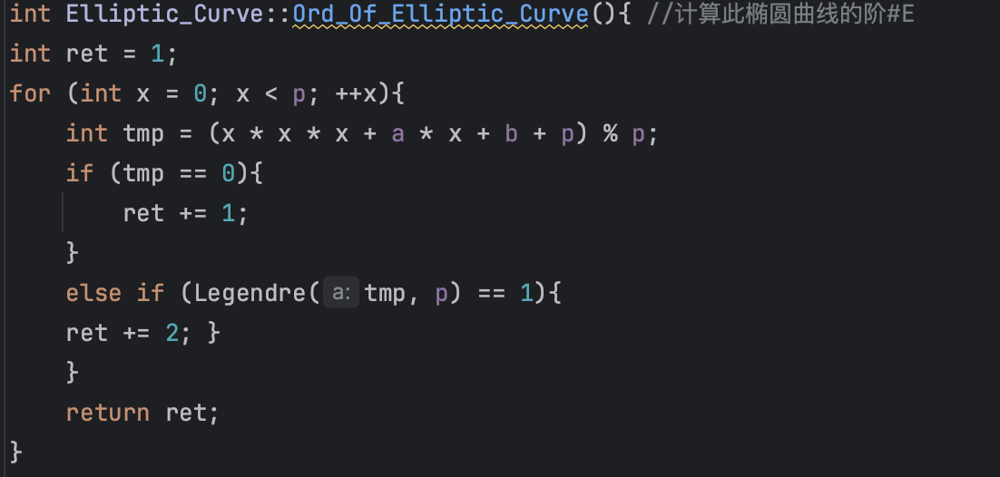 int Elliptic_Curve::Ord_Of_Elliptic_Curve(){ //计算此椭圆曲线的阶#E
int ret = 1;
for (int x = 0; x < p; ++x){
    int tmp = (x * x * x + a * x + b + p) % p;
    if (tmp == 0){
        ret += 1;
    }
    else if (Legendre( a: tmp, p) == 1){
    ret += 2; }
    }
    return ret;
}